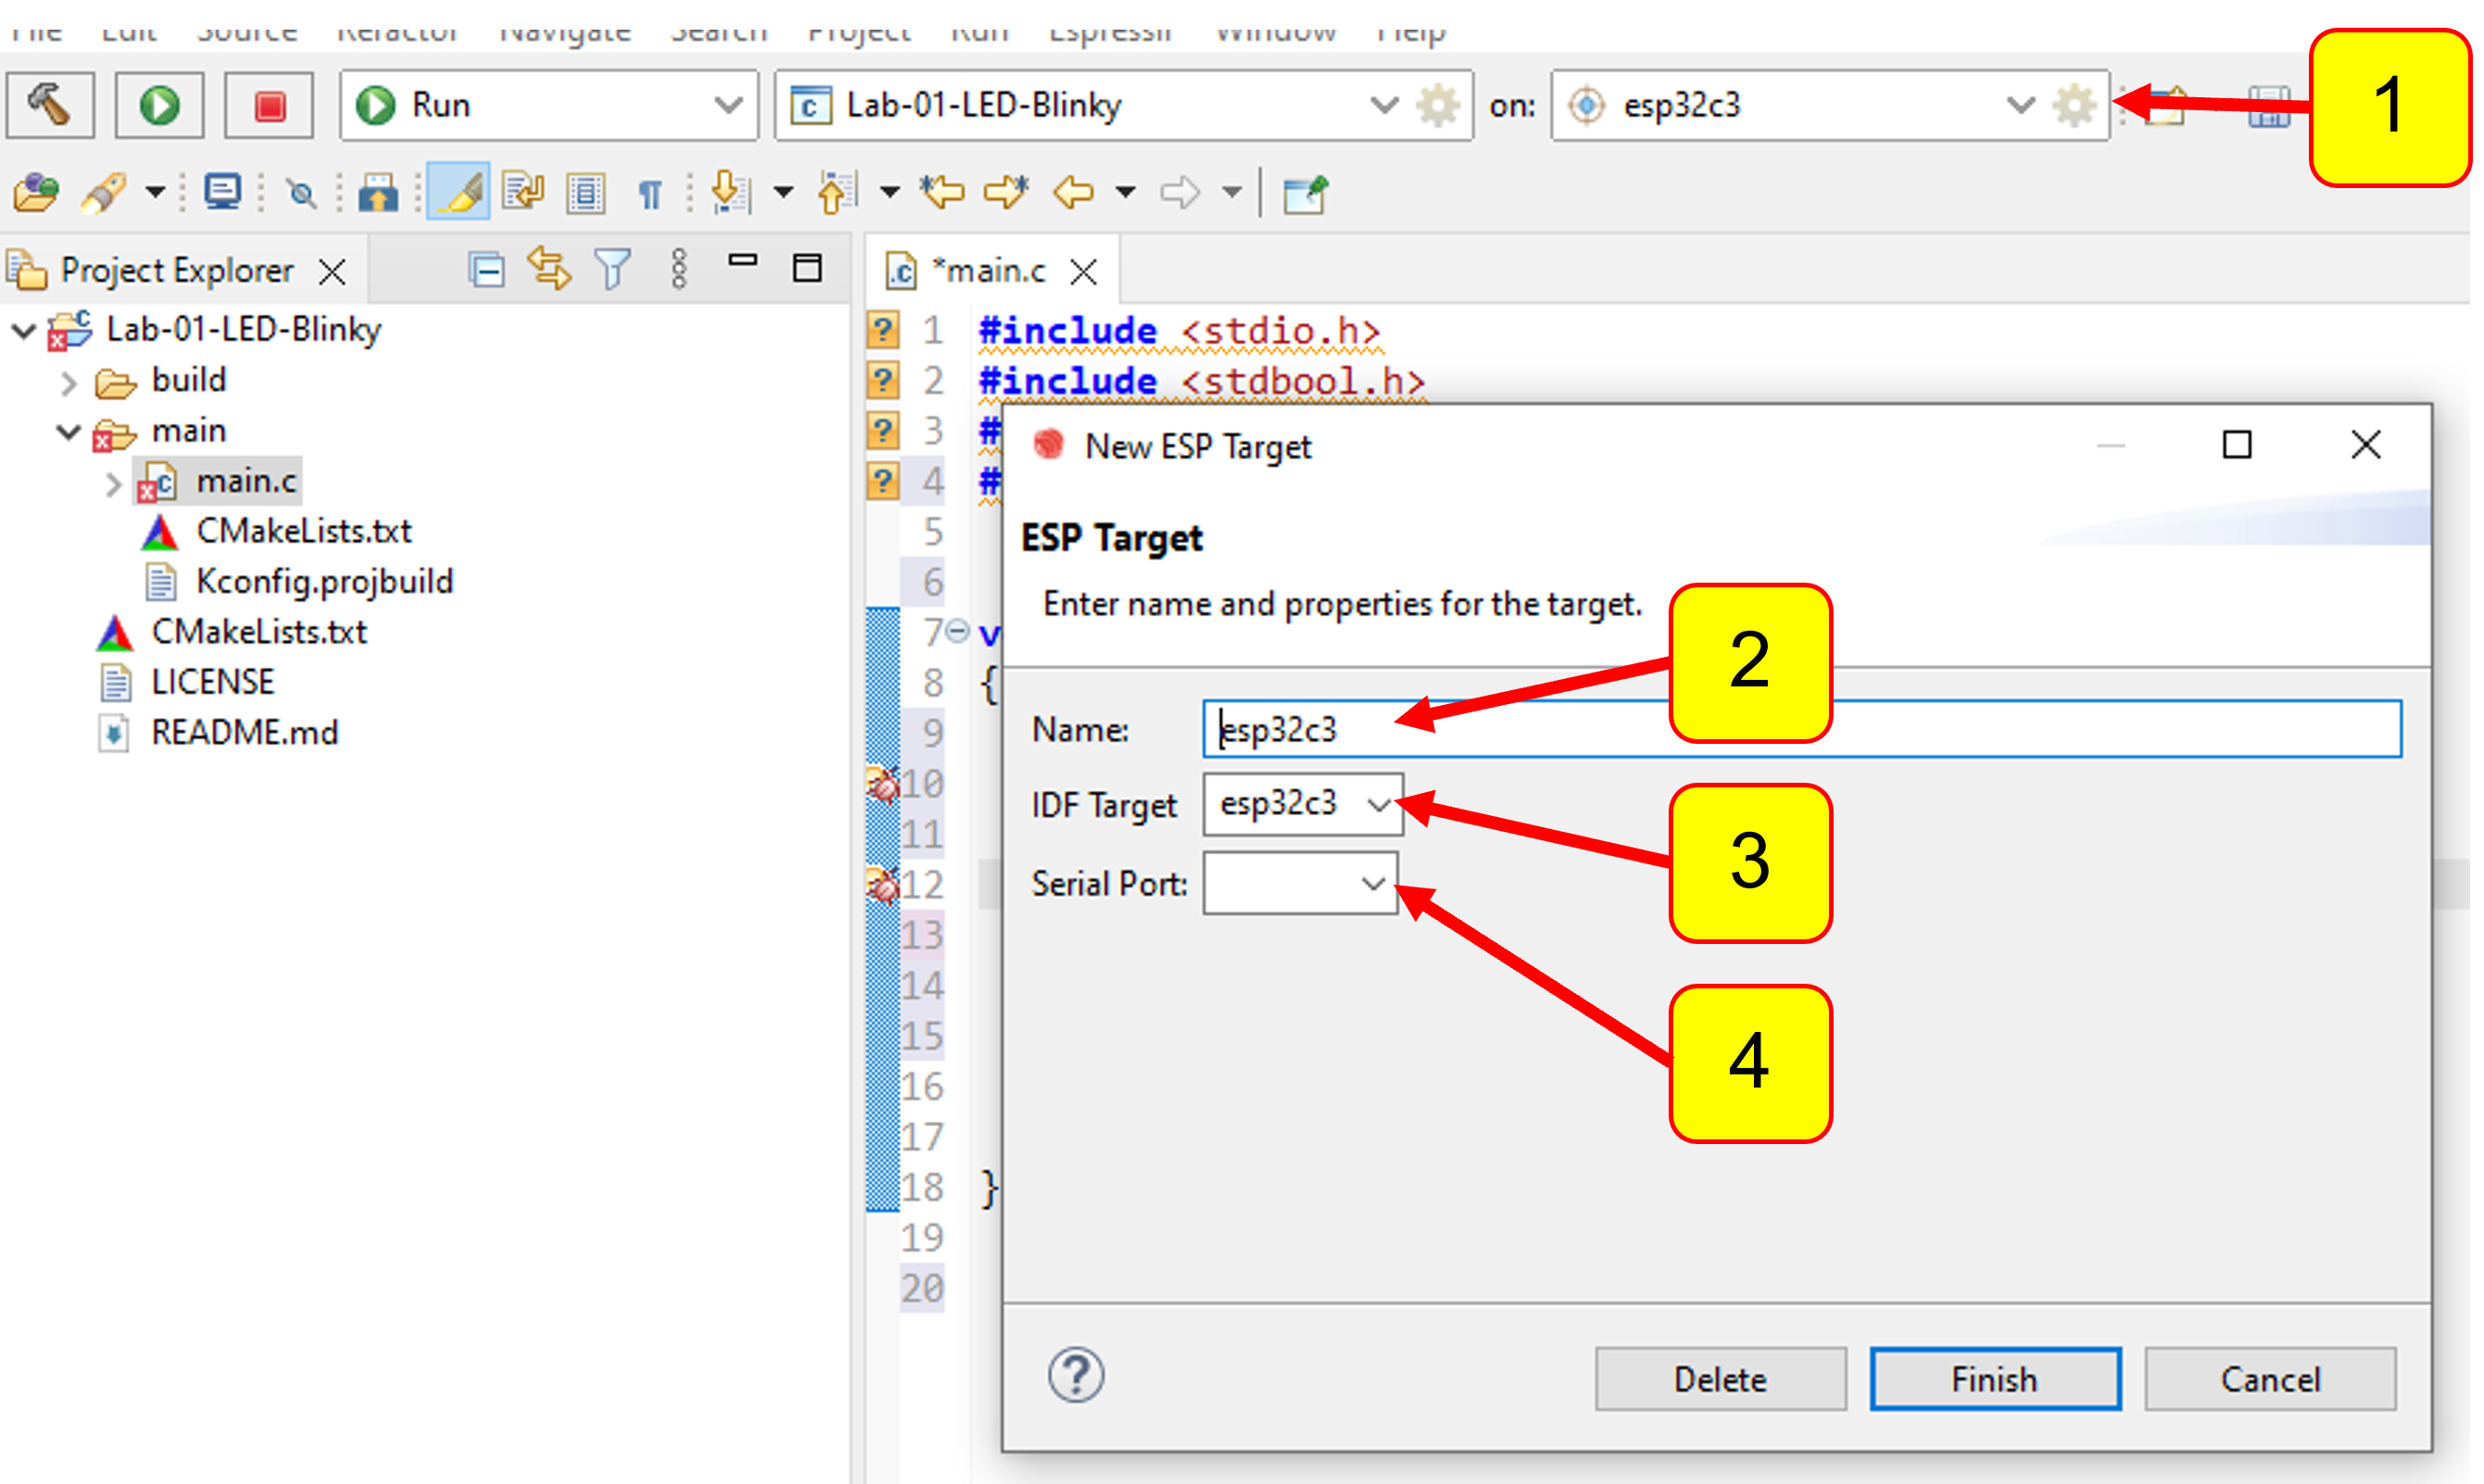 File Edit Source Refactor Navigate Search Project Run Espressif Window Help
Run
Lab-01-LED-Blinky
on:
esp32c3
1
Project Explorer
*main.c
Lab-01-LED-Blinky
build
main
main.c
CMakeLists.txt
Kconfig.projbuild
CMakeLists.txt
LICENSE
README.md
1 #include <stdio.h>
2 #include <stdbool.h>
3 #
4 #
5
6
7 v
8 {
9
10
11
12
13
14
15
16
17
18 }
19
20
New ESP Target
ESP Target
Enter name and properties for the target.
2
Name: esp32c3
IDF Target esp32c3
3
Serial Port:
4
Delete Finish Cancel